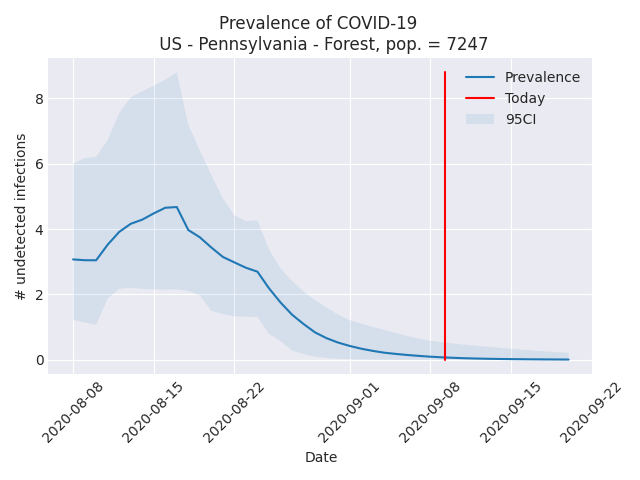 Prevalence of COVID-19
US - Pennsylvania - Forest, pop. = 7247
Prevalence
Today
95CI
# undetected infections
8
6
4
2
0
2020-08-08
2020-08-15
2020-08-22
2020-09-01
2020-09-08
2020-09-15
2020-09-22
Date